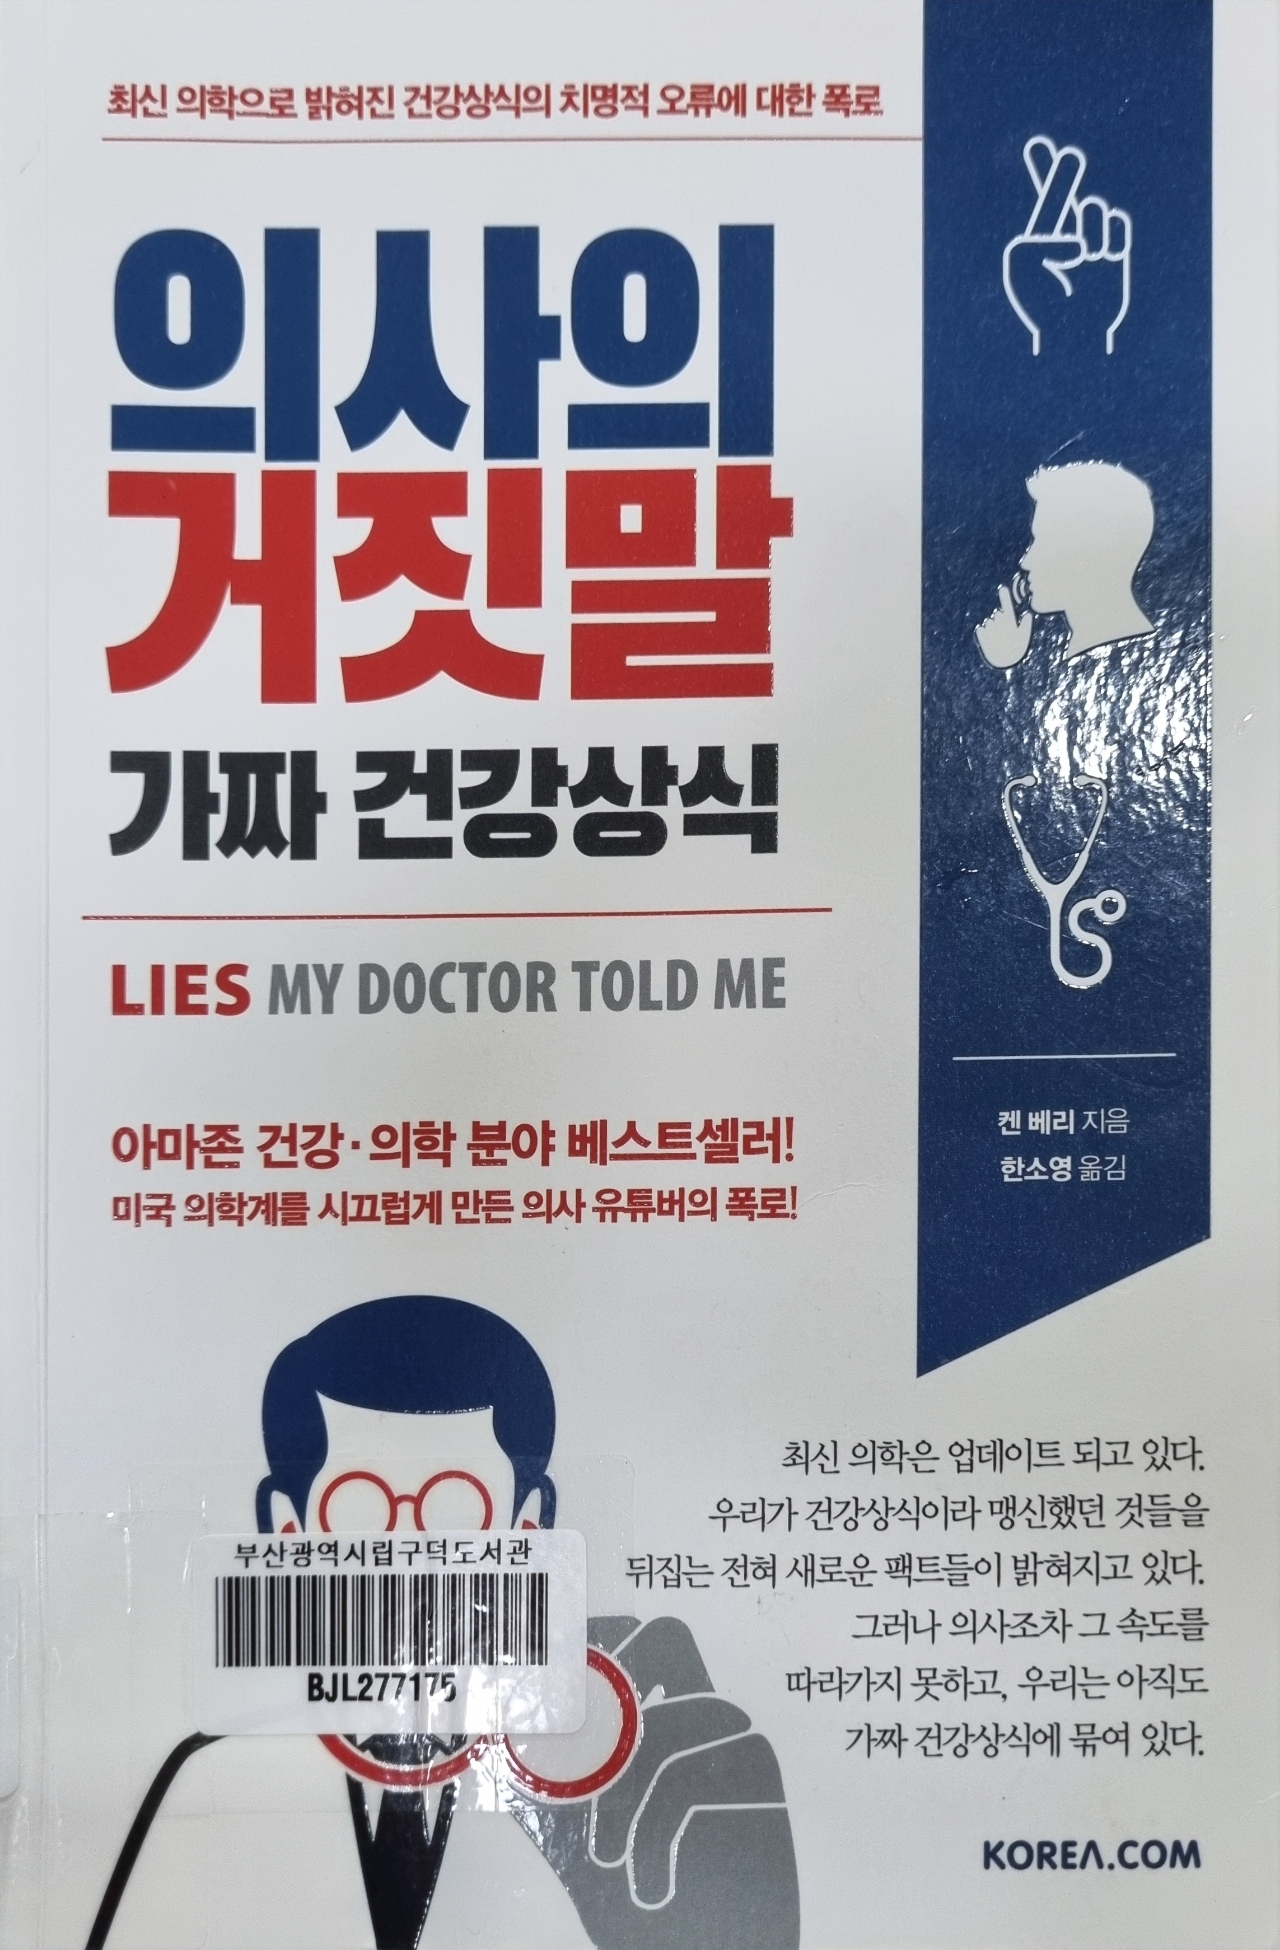 최신 의학으로 밝혀진 건강상식의 치명적 오류에 대한 폭로
의사의
거짓말
가짜 건강상식
LIES MY DOCTOR TOLD ME
아마존 건강·의학 분야 베스트셀러!
미국 의학계를 시끄럽게 만든 의사 유튜버의 폭로!
켄 베리 지음
한소영 옮김
최신 의학은 업데이트 되고 있다.
우리가 건강상식이라 맹신했던 것들을
뒤집는 전혀 새로운 팩트들이 밝혀지고 있다.
그러나 의사조차 그 속도를
따라가지 못하고, 우리는 아직도
가짜 건강상식에 묶여 있다.
부산광역시립구덕도서관
BJL277175
KOREA.COM